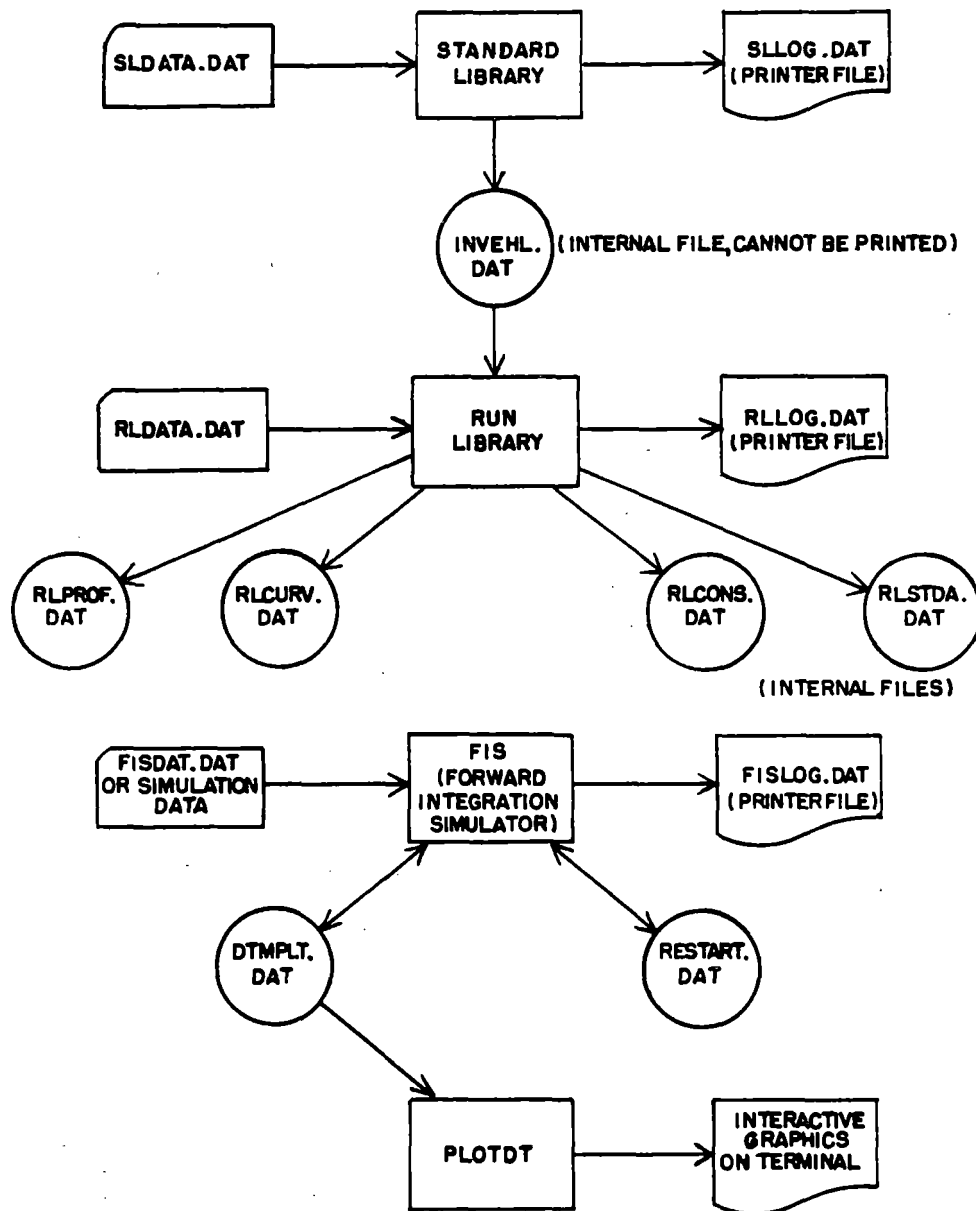 SLDATA.DAT
STANDARD
LIBRARY
SLLOG.DAT
(PRINTER FILE)
INVEHL.
DAT
(INTERNAL FILE, CANNOT BE PRINTED)
RLDATA.DAT
RUN
LIBRARY
RLLOG.DAT
(PRINTER FILE)
RLPROF.
DAT
RLCURV.
DAT
RLCONS.
DAT
RLSTDA.
DAT
(INTERNAL FILES)
FISDAT.DAT
OR SIMULATION
DATA
FIS
(FORWARD
INTEGRATION
SIMULATOR)
FISLOG.DAT
(PRINTER FILE)
DTMPLT.
DAT
RESTART.
DAT
PLOTDT
INTERACTIVE
GRAPHICS
ON TERMINAL